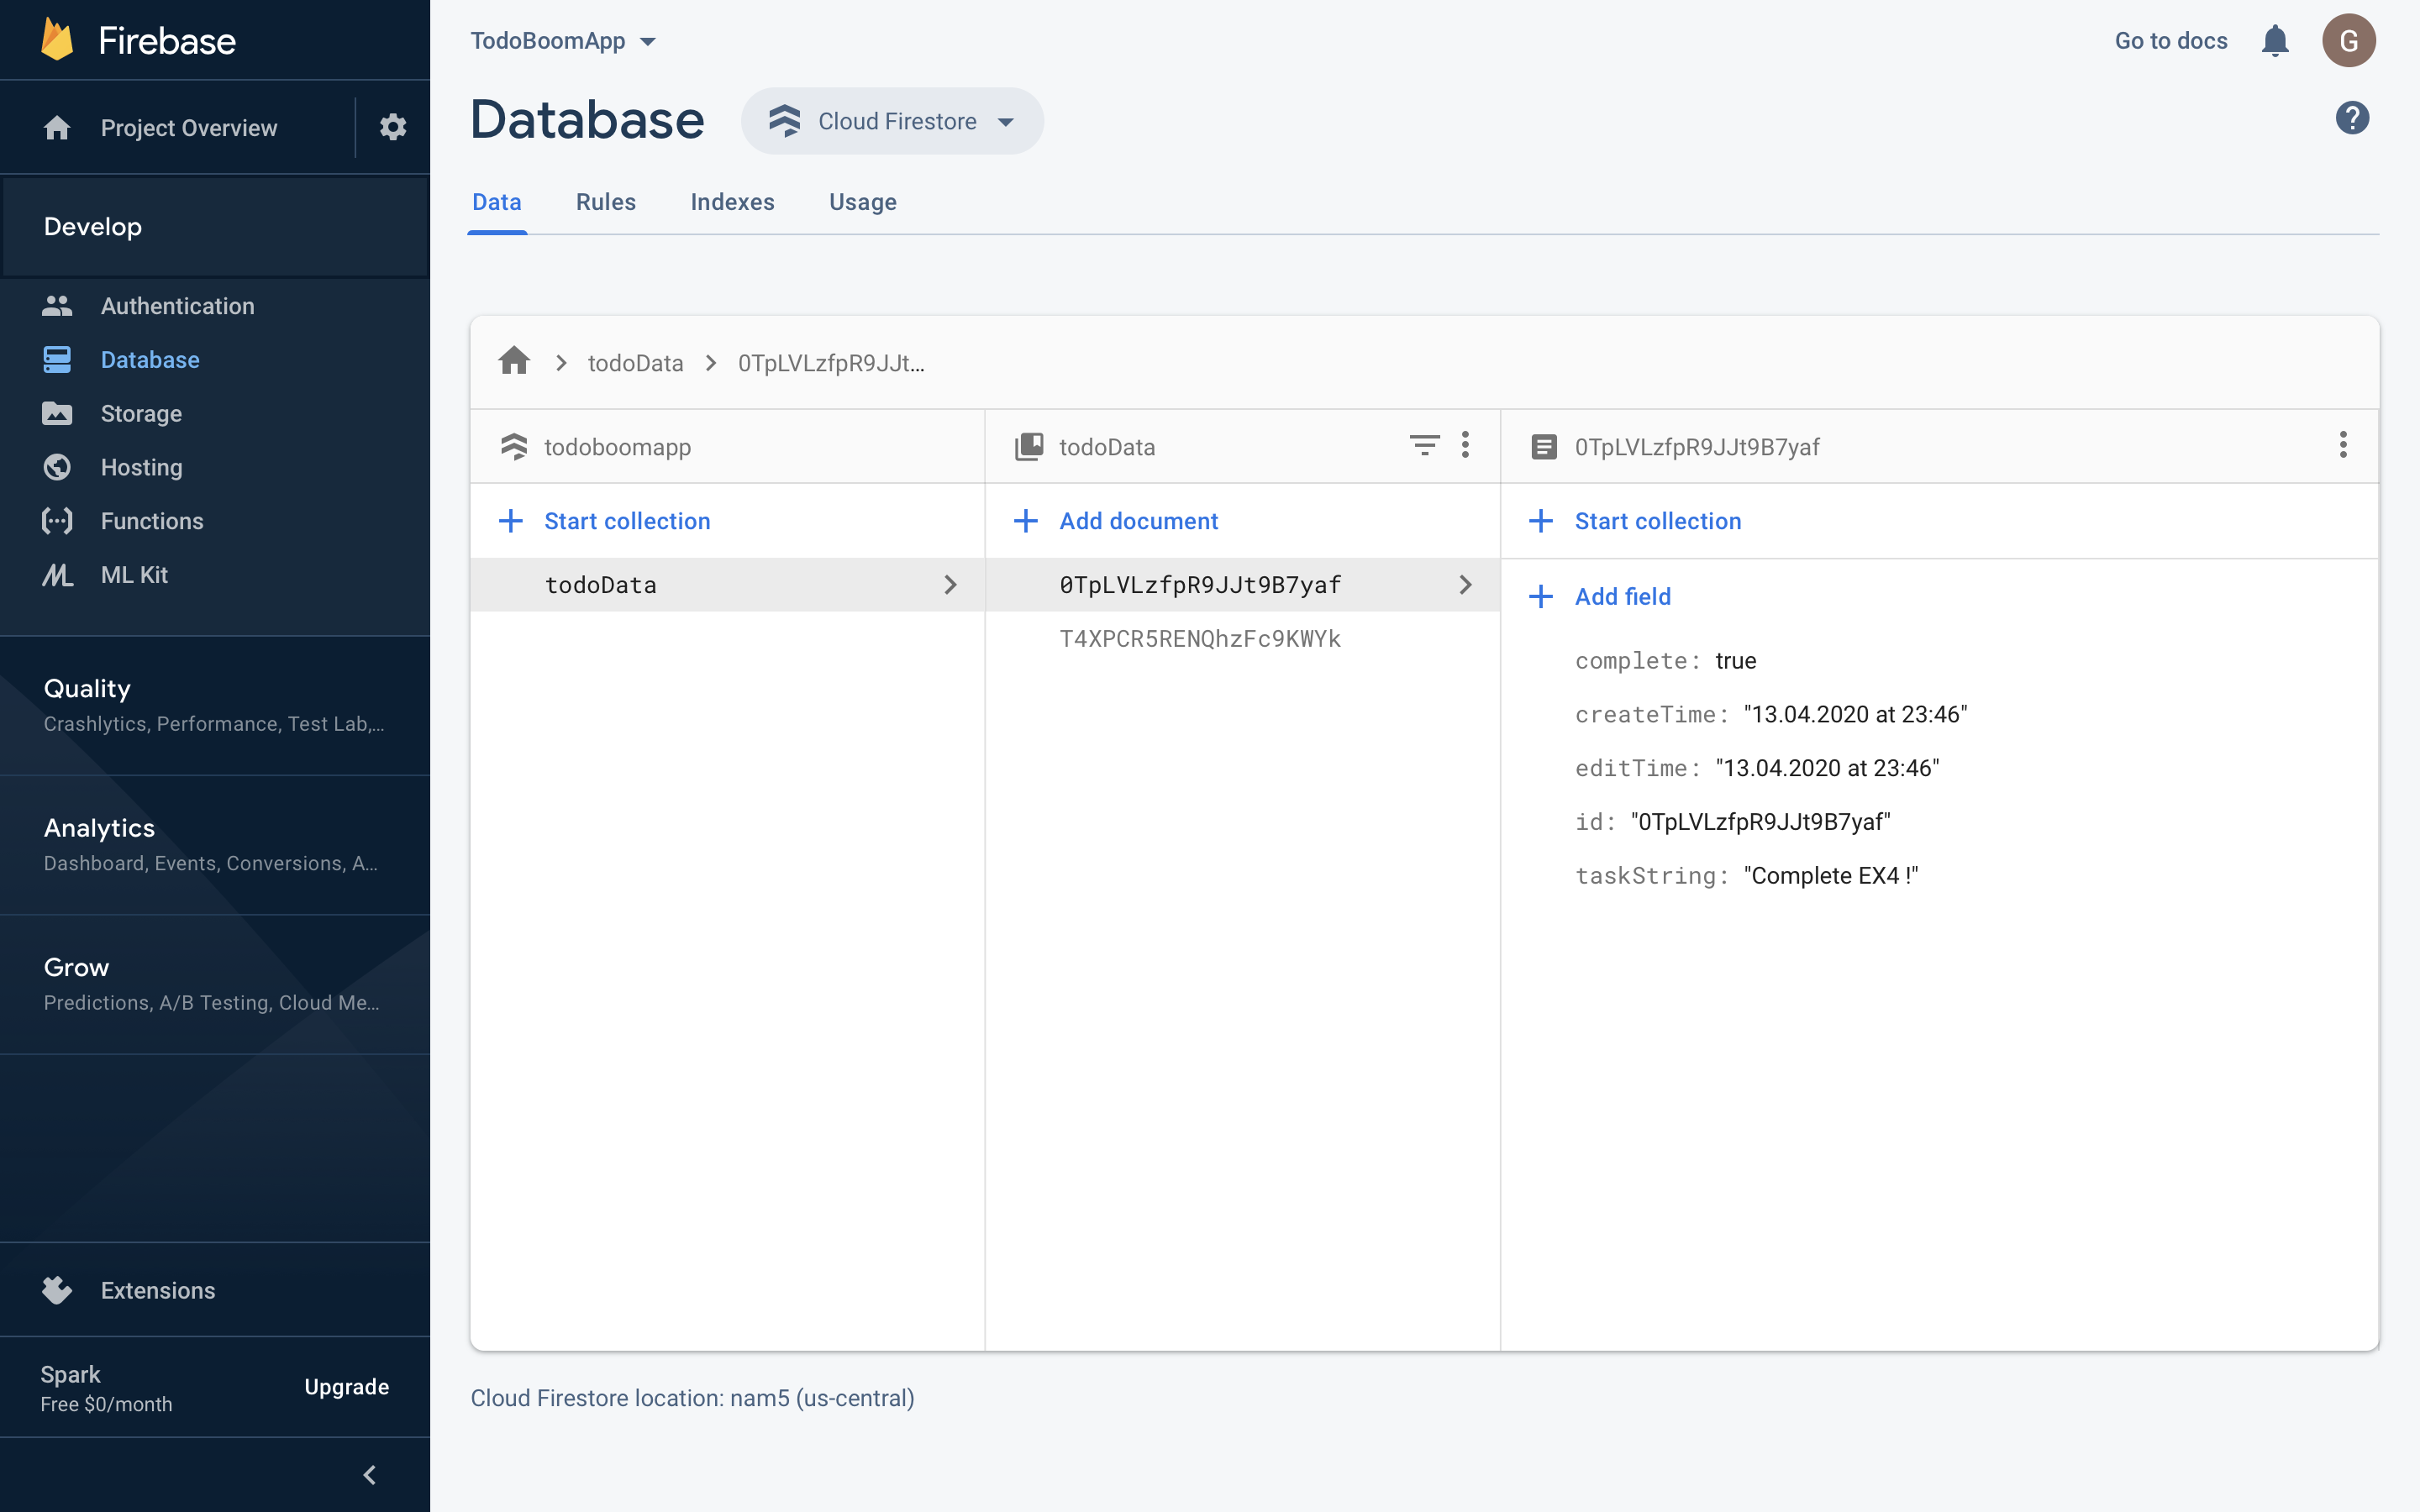 Firebase
Project Overview
Develop
Authentication
Database
Storage
Hosting
Functions
ML Kit
Quality
Crashlytics, Performance, Test Lab,...
Analytics
Dashboard, Events, Conversions, A...
Grow
Predictions, A/B Testing, Cloud Me...
Extensions
Spark
Free $0/month
Upgrade
TodoBoomApp
Go to docs
G
Database
Cloud Firestore
?
Data Rules Indexes Usage
todoData
0TpLVLzfpR9JJt...
todoboomapp
Start collection
todoData
todoData
Add document
0TpLVLzfpR9JJt9B7yaf
T4XPCR5RENQhzFc9KWYk
0TpLVLzfpR9JJt9B7yaf
Start collection
Add field
complete: true
createTime: "13.04.2020 at 23:46"
editTime: "13.04.2020 at 23:46"
id: "0TpLVLzfpR9JJt9B7yaf"
taskString: "Complete EX4 !"
Cloud Firestore location: nam5 (us-central)